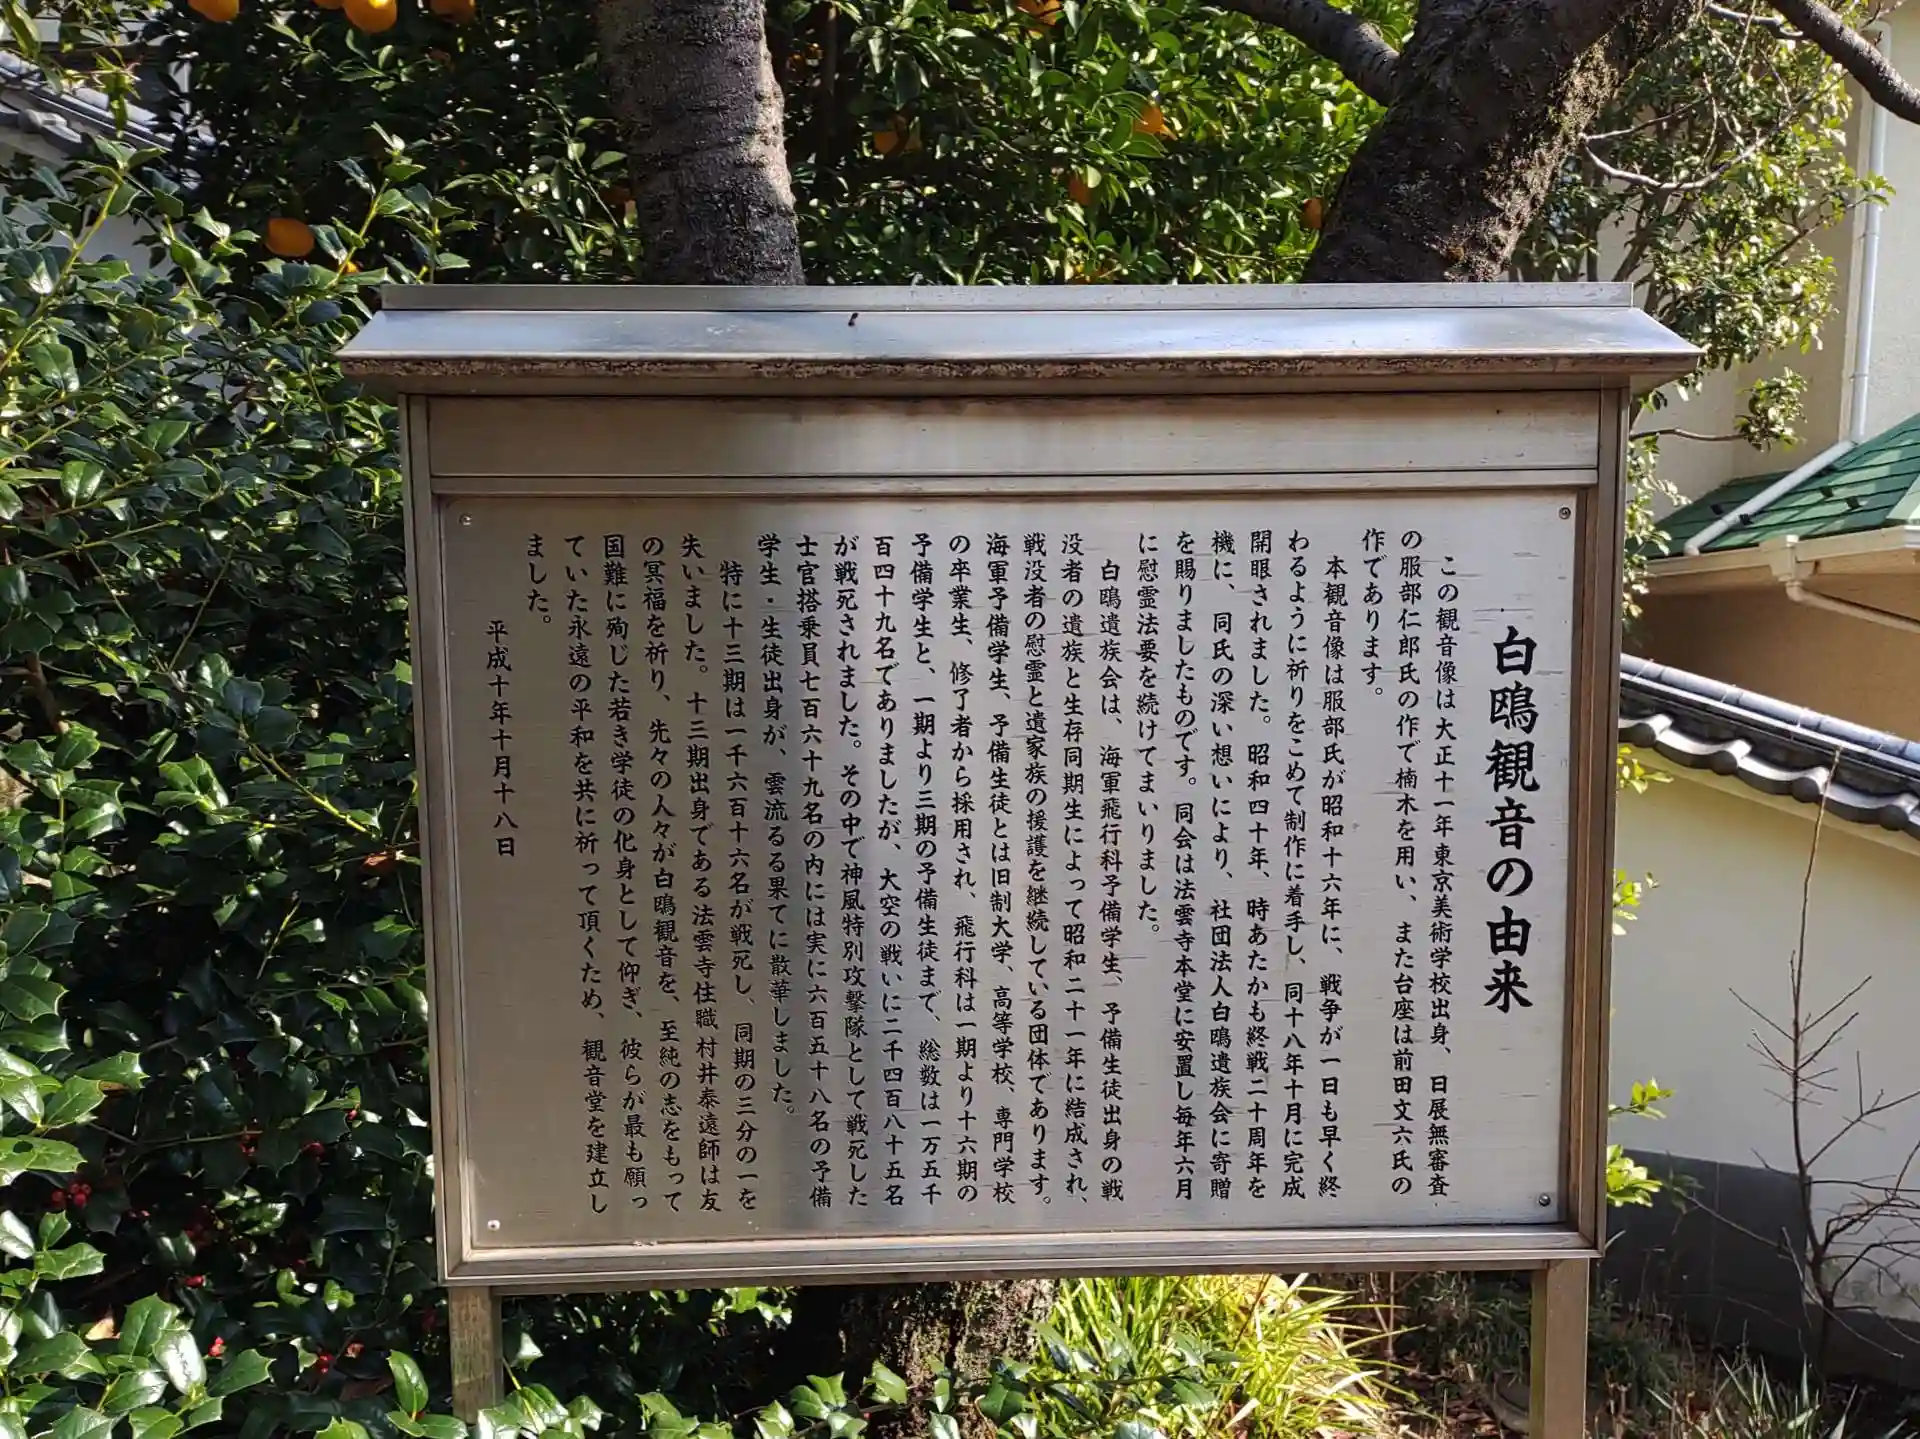 白鴎観音の由来
この観音像は大正十一年東京美術学校出身、日展無審査
の服部仁郎氏の作で楠木を用い、また台座は前田文六氏の
作であります。
本観音像は服部氏が昭和十六年に、戦争が一日も早く終
わるように祈りをこめて制作に着手し、同十八年十月に完成
開眼されました。昭和四十年、時あたかも終戦二十周年を
機に、同氏の深い想いにより、社団法人白鴎遺族会に寄贈
を賜りましたものです。同会は法雲寺本堂に安置し毎年六月
に慰霊法要を続けてまいりました。
白鴎遺族会は、海軍飛行科予備学生、予備生徒出身の戦
没者の遺族と生存同期生によって昭和二十一年に結成され、
戦没者の慰霊と遺家族の援護を継続している団体であります。
海軍予備学生、予備生徒とは旧制大学、高等学校、専門学校
の卒業生、修了者から採用され、飛行科は一期より十六期の
予備学生と、一期より三期の予備生徒まで、総数は一万五千
百四十九名でありましたが、大空の戦いに二千四百八十五名
が戦死されました。その中で神風特別攻撃隊として戦死した
士官搭乗員七百六十九名の内には実に六百五十八名の予備
学生・生徒出身が、雲流るる果てに散華しました。
特に十三期は一千六百十六名が戦死し、同期の三分の一を
失いました。十三期出身である法雲寺住職村井泰遠師は友
の冥福を祈り、先々の人々が白鴎観音を、至純の志をもって
国難に殉じた若き学徒の化身として仰ぎ、彼らが最も願っ
ていた永遠の平和を共に祈って頂くため、観音堂を建立し
ました。
平成十年十月十八日